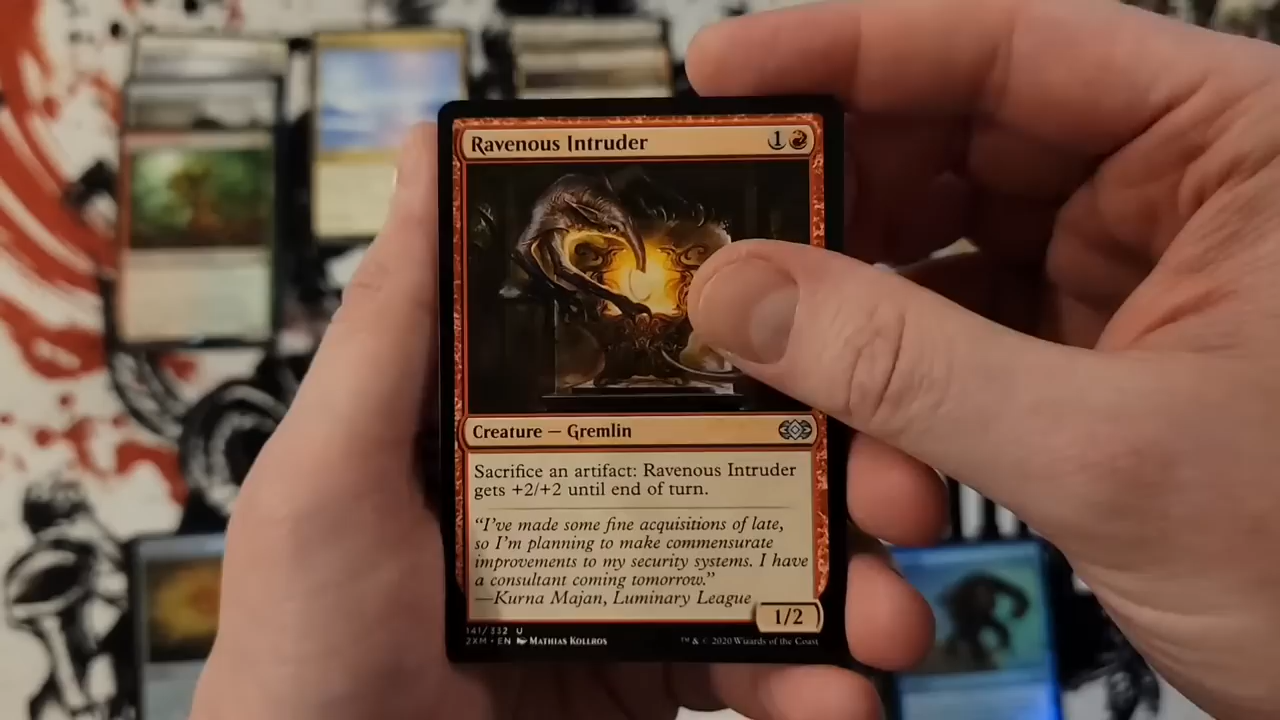 Ravenous Intruder 1
Creature — Gremlin
Sacrifice an artifact: Ravenous Intruder
gets +2/+2 until end of turn.
"I've made some fine acquisitions of late,
so I'm planning to make commensurate
improvements to my security systems. I have
a consultant coming tomorrow."
—Kurna Majan, Luminary League
1/2
141/332 U
2XM • EN Mathias Kollros
™ & © 2020 Wizards of the Coast